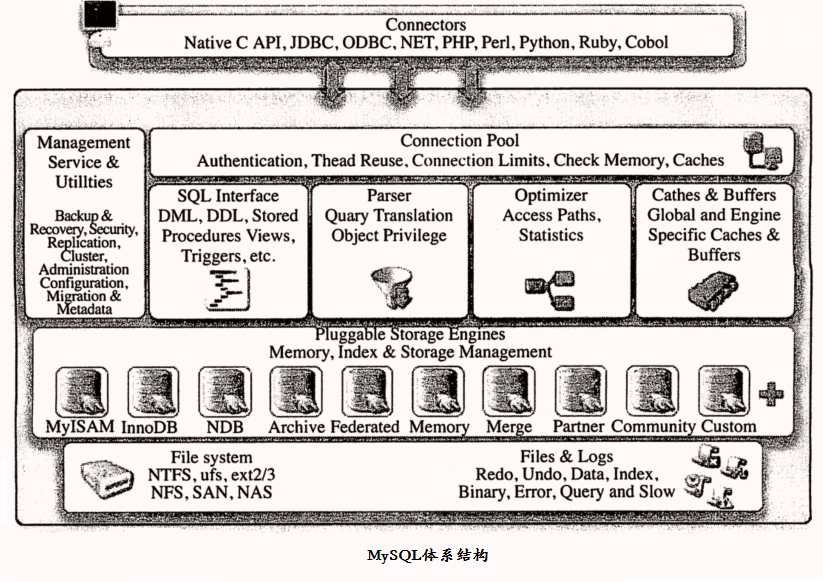 Connectors
Native C API, JDBC, ODBC, NET, PHP, Perl, Python, Ruby, Cobol
Management
Service &
Utillties
Backup &
Recovery, Security,
Replication,
Cluster,
Administration
Configuration,
Migration &
Metadata
Connection Pool
Authentication, Thead Reuse, Connection Limits, Check Memory, Caches
SQL Interface
DML, DDL, Stored
Procedures Views,
Triggers, etc.
Parser
Quary Translation
Object Privilege
Optimizer
Access Paths,
Statistics
Cathes & Buffers
Global and Engine
Specific Caches &
Buffers
Pluggable Storage Engines
Memory, Index & Storage Management
MyISAM InnoDB NDB Archive Federated Memory Merge Partner Community Custom
File system
NTFS, ufs, ext2/3
NFS, SAN, NAS
Files & Logs
Redo, Undo, Data, Index,
Binary, Error, Query and Slow
MySQL体系结构